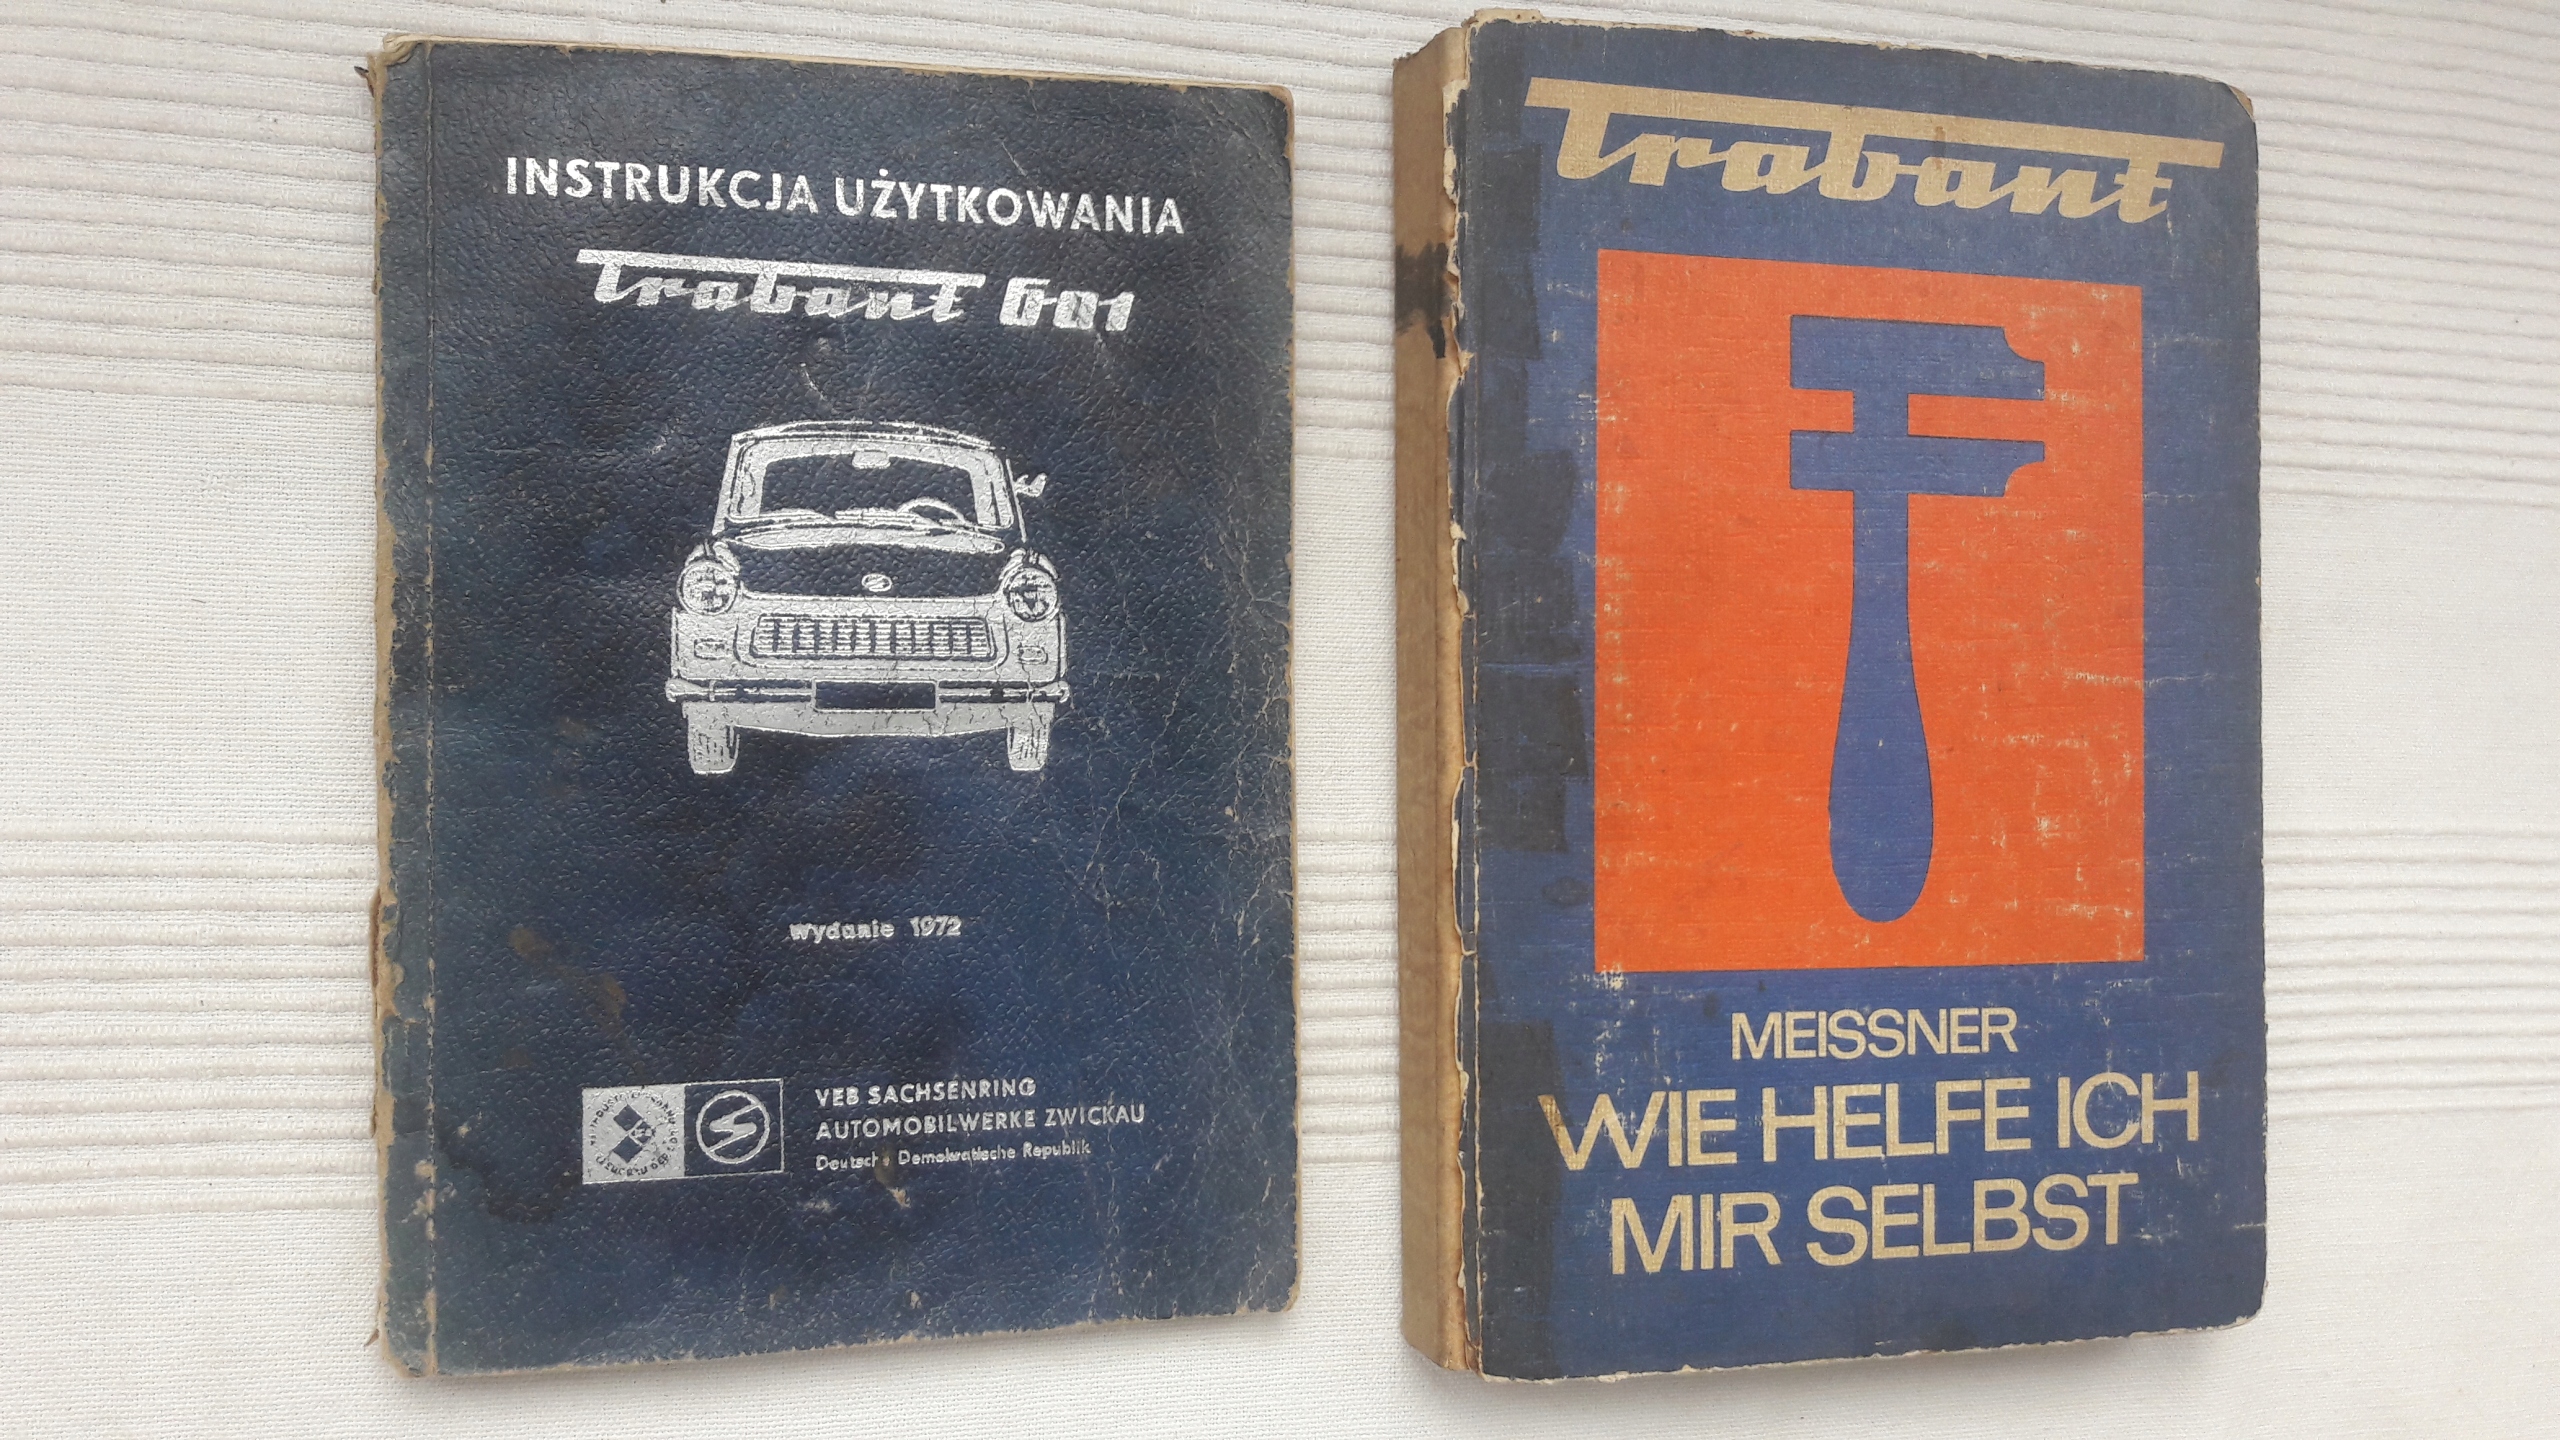 INSTRUKCJA UŻYTKOWANIA
Trabant 601
Wydanie 1972
VEB SACHSENRING
AUTOMOBILWERKE ZWICKAU
Deutsche Demokratische Republik
Trabant
MEISSNER
WIE HELFE ICH
MIR SELBST